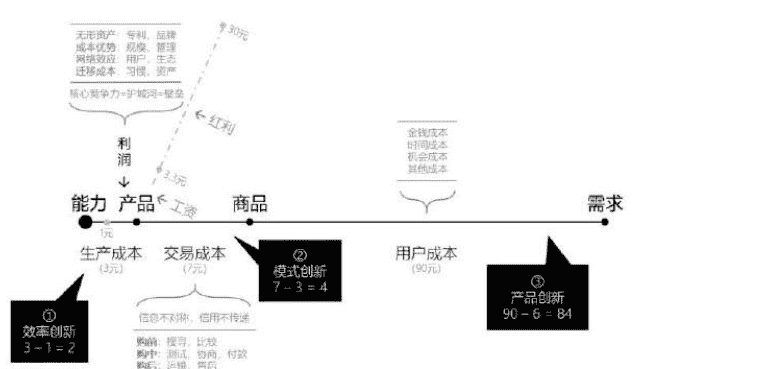 无形资产：专利、品牌
成本优势：规模、管理
网络效应：用户、生态
迁移成本：习惯、资产
核心竞争力=护城河=壁垒
30元
红利
利润
3.3元
工资
金钱成本
时间成本
机会成本
其他成本
能力
产品
商品
需求
1元
生产成本
(3元)
交易成本
(7元)
用户成本
(90元)
①
效率创新
3-1=2
②
模式创新
7-3=4
③
产品创新
90-6=84
信息不对称、信用不传递
购前：搜寻、比较
购中：测试、协商、付款
购后：运维、售后